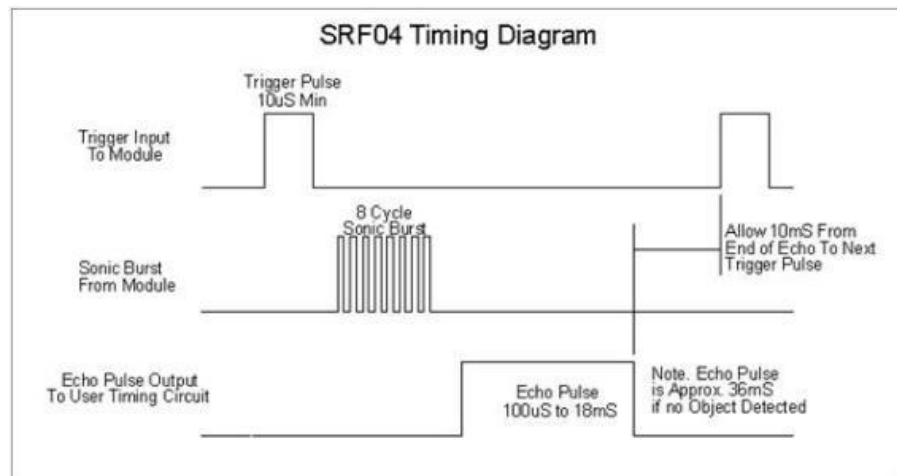 SRF04 Timing Diagram
Trigger Pulse
10uS Min
Trigger Input
To Module
8 Cycle
Sonic Burst
Allow 10mS From
End of Echo To Next
Trigger Pulse
Sonic Burst
From Module
Echo Pulse Output
To User Timing Circuit
Echo Pulse
100uS to 18mS
Note. Echo Pulse
is Approx. 36mS
if no Object Detected